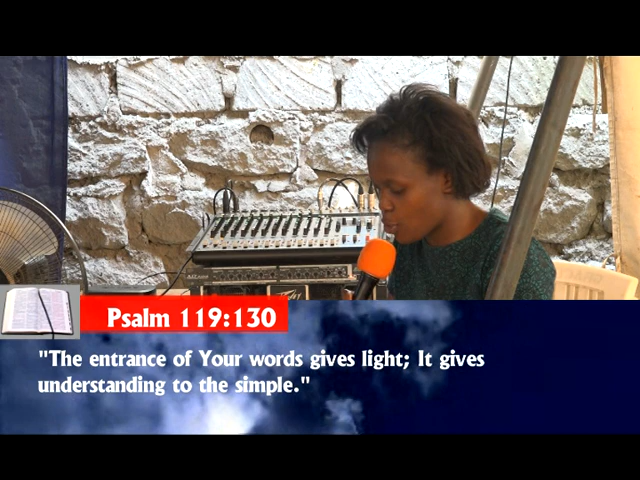 Psalm 119:130
"The entrance of Your words gives light; It gives
understanding to the simple."